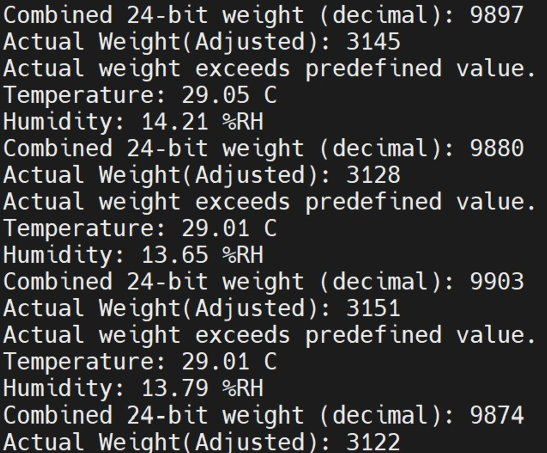 Combined 24-bit weight (decimal): 9897
Actual Weight(Adjusted): 3145
Actual weight exceeds predefined value.
Temperature: 29.05 C
Humidity: 14.21 %RH
Combined 24-bit weight (decimal): 9880
Actual Weight(Adjusted): 3128
Actual weight exceeds predefined value.
Temperature: 29.01 C
Humidity: 13.65 %RH
Combined 24-bit weight (decimal): 9903
Actual Weight(Adjusted): 3151
Actual weight exceeds predefined value.
Temperature: 29.01 C
Humidity: 13.79 %RH
Combined 24-bit weight (decimal): 9874
Actual Weight(Adjusted): 3122